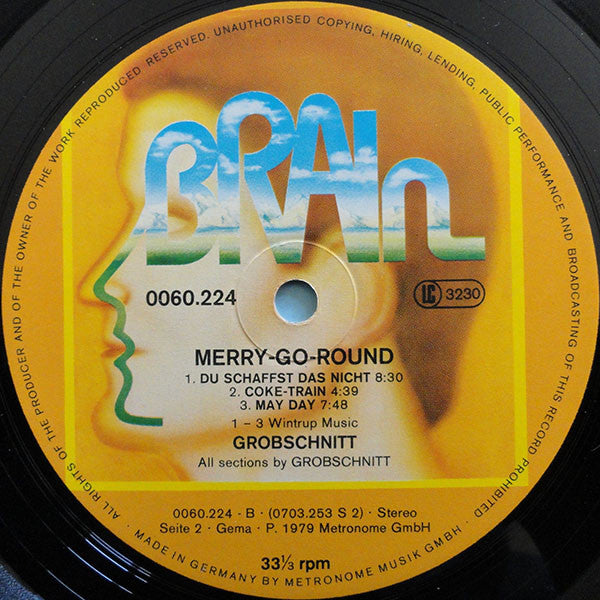 ALL RIGHTS OF THE PRODUCER AND OF THE OWNER OF THE WORK REPRODUCED RESERVED. UNAUTHORISED COPYING, HIRING, LENDING, PUBLIC PERFORMANCE AND BROADCASTING OF THIS RECORD PROHIBITED
BRAIN
0060.224
LC 3230
MERRY-GO-ROUND
1. DU SCHAFFST DAS NICHT 8:30
2. COKE-TRAIN 4:39
3. MAY DAY 7:48
1 – 3 Wintrup Music
GROBSCHNITT
All sections by GROBSCHNITT
0060.224 - B · (0703.253 S 2) · Stereo
Seite 2 · Gema · P. 1979 Metronome GmbH
33⅓ rpm
· MADE IN GERMANY BY METRONOME MUSIK GMBH ·